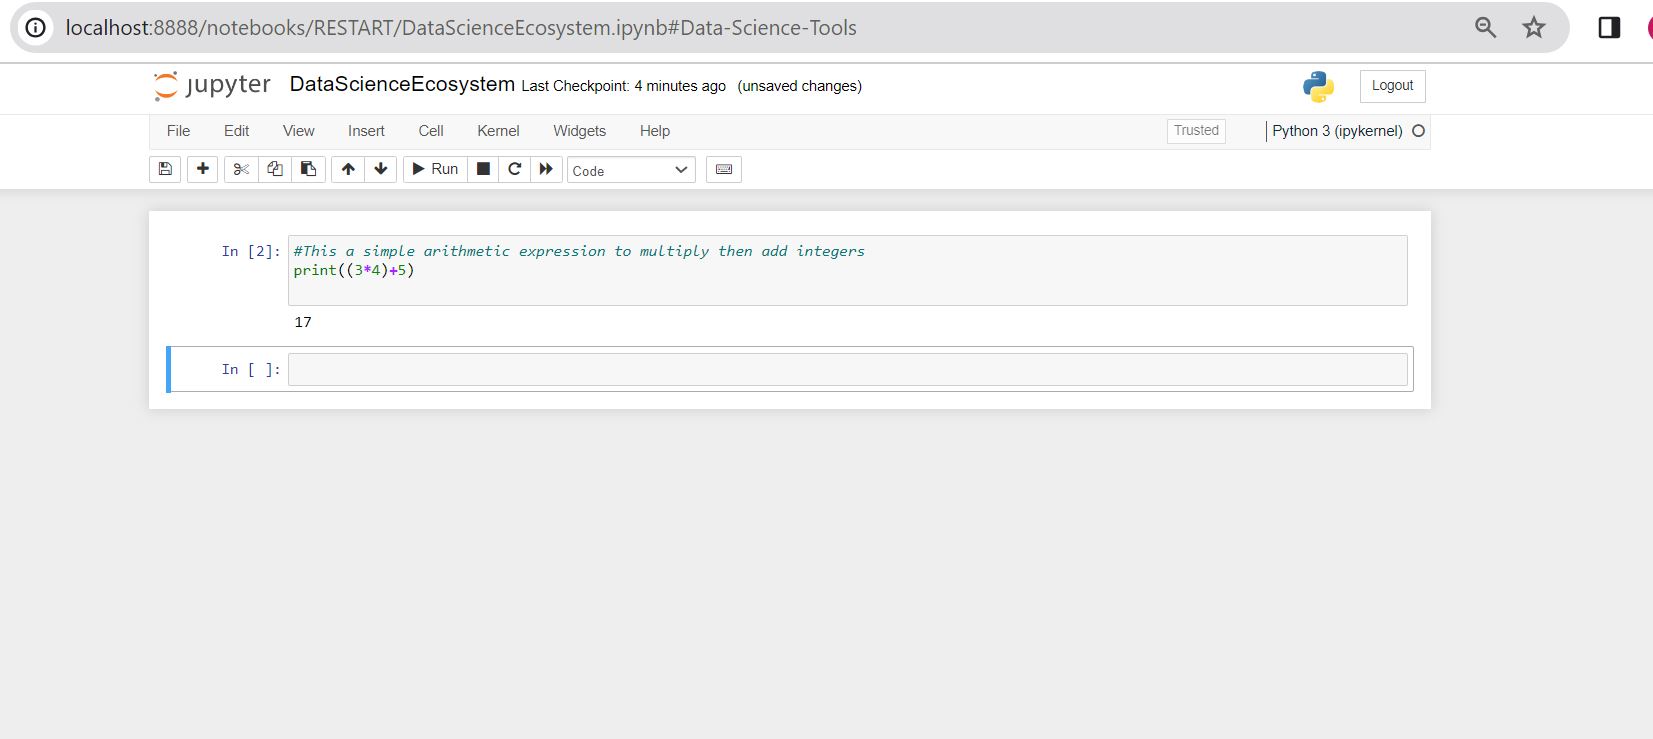 localhost:8888/notebooks/RESTART/DataScienceEcosystem.ipynb#Data-Science-Tools
jupyter DataScienceEcosystem Last Checkpoint: 4 minutes ago (unsaved changes) Logout
File Edit View Insert Cell Kernel Widgets Help Trusted Python 3 (ipykernel)
Run Code
In [2]: #This a simple arithmetic expression to multiply then add integers
print((3*4)+5)
17
In [ ]: